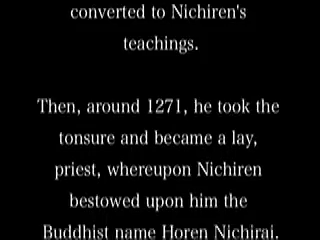 converted to Nichiren's
teachings.
Then, around 1271, he took the
tonsure and became a lay,
priest, whereupon Nichiren
bestowed upon him the
Buddhist name Horen Nichirai.